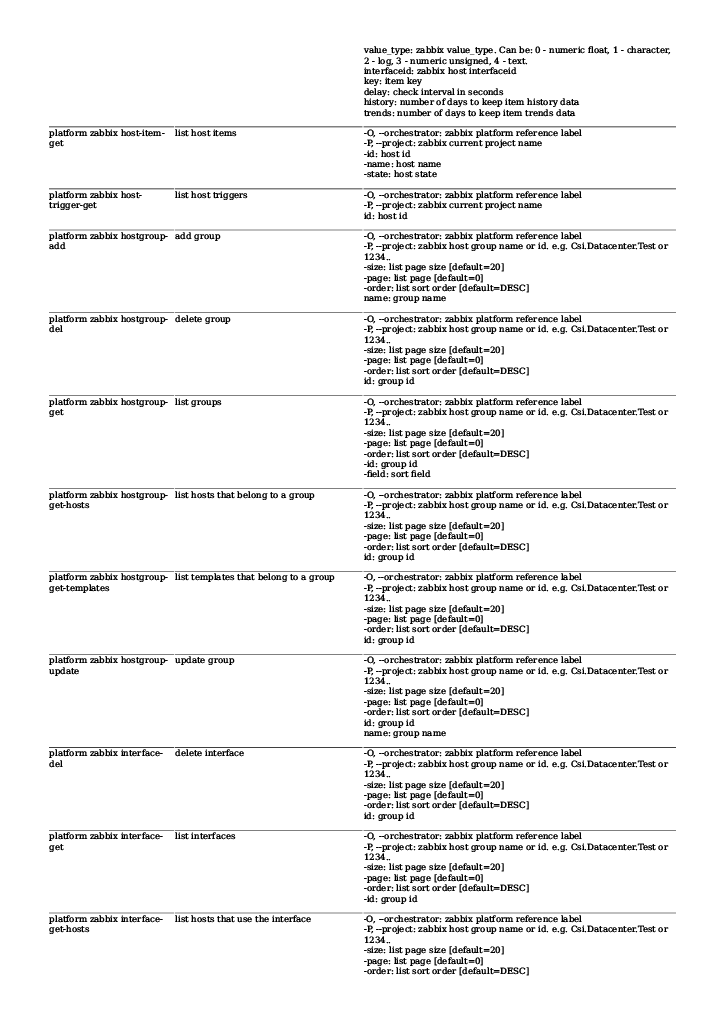 value_type: zabbix value_type. Can be: 0 - numeric float, 1 - character,
2 - log, 3 - numeric unsigned, 4 - text.
interfaceid: zabbix host interfaceid
key: item key
delay: check interval in seconds
history: number of days to keep item history data
trends: number of days to keep item trends data
platform zabbix host-item- list host items -O, --orchestrator: zabbix platform reference label
get -P, --project: zabbix current project name
-id: host id
-name: host name
-state: host state
platform zabbix host- list host triggers -O, --orchestrator: zabbix platform reference label
trigger-get -P, --project: zabbix current project name
id: host id
platform zabbix hostgroup- add group -O, --orchestrator: zabbix platform reference label
add -P, --project: zabbix host group name or id. e.g. Csi.Datacenter.Test or
1234..
-size: list page size [default=20]
-page: list page [default=0]
-order: list sort order [default=DESC]
name: group name
platform zabbix hostgroup- delete group -O, --orchestrator: zabbix platform reference label
del -P, --project: zabbix host group name or id. e.g. Csi.Datacenter.Test or
1234..
-size: list page size [default=20]
-page: list page [default=0]
-order: list sort order [default=DESC]
id: group id
platform zabbix hostgroup- list groups -O, --orchestrator: zabbix platform reference label
get -P, --project: zabbix host group name or id. e.g. Csi.Datacenter.Test or
1234..
-size: list page size [default=20]
-page: list page [default=0]
-order: list sort order [default=DESC]
-id: group id
-field: sort field
platform zabbix hostgroup- list hosts that belong to a group -O, --orchestrator: zabbix platform reference label
get-hosts -P, --project: zabbix host group name or id. e.g. Csi.Datacenter.Test or
1234..
-size: list page size [default=20]
-page: list page [default=0]
-order: list sort order [default=DESC]
id: group id
platform zabbix hostgroup- list templates that belong to a group -O, --orchestrator: zabbix platform reference label
get-templates -P, --project: zabbix host group name or id. e.g. Csi.Datacenter.Test or
1234..
-size: list page size [default=20]
-page: list page [default=0]
-order: list sort order [default=DESC]
id: group id
platform zabbix hostgroup- update group -O, --orchestrator: zabbix platform reference label
update -P, --project: zabbix host group name or id. e.g. Csi.Datacenter.Test or
1234..
-size: list page size [default=20]
-page: list page [default=0]
-order: list sort order [default=DESC]
id: group id
name: group name
platform zabbix interface- delete interface -O, --orchestrator: zabbix platform reference label
del -P, --project: zabbix host group name or id. e.g. Csi.Datacenter.Test or
1234..
-size: list page size [default=20]
-page: list page [default=0]
-order: list sort order [default=DESC]
id: group id
platform zabbix interface- list interfaces -O, --orchestrator: zabbix platform reference label
get -P, --project: zabbix host group name or id. e.g. Csi.Datacenter.Test or
1234..
-size: list page size [default=20]
-page: list page [default=0]
-order: list sort order [default=DESC]
-id: group id
platform zabbix interface- list hosts that use the interface -O, --orchestrator: zabbix platform reference label
get-hosts -P, --project: zabbix host group name or id. e.g. Csi.Datacenter.Test or
1234..
-size: list page size [default=20]
-page: list page [default=0]
-order: list sort order [default=DESC]